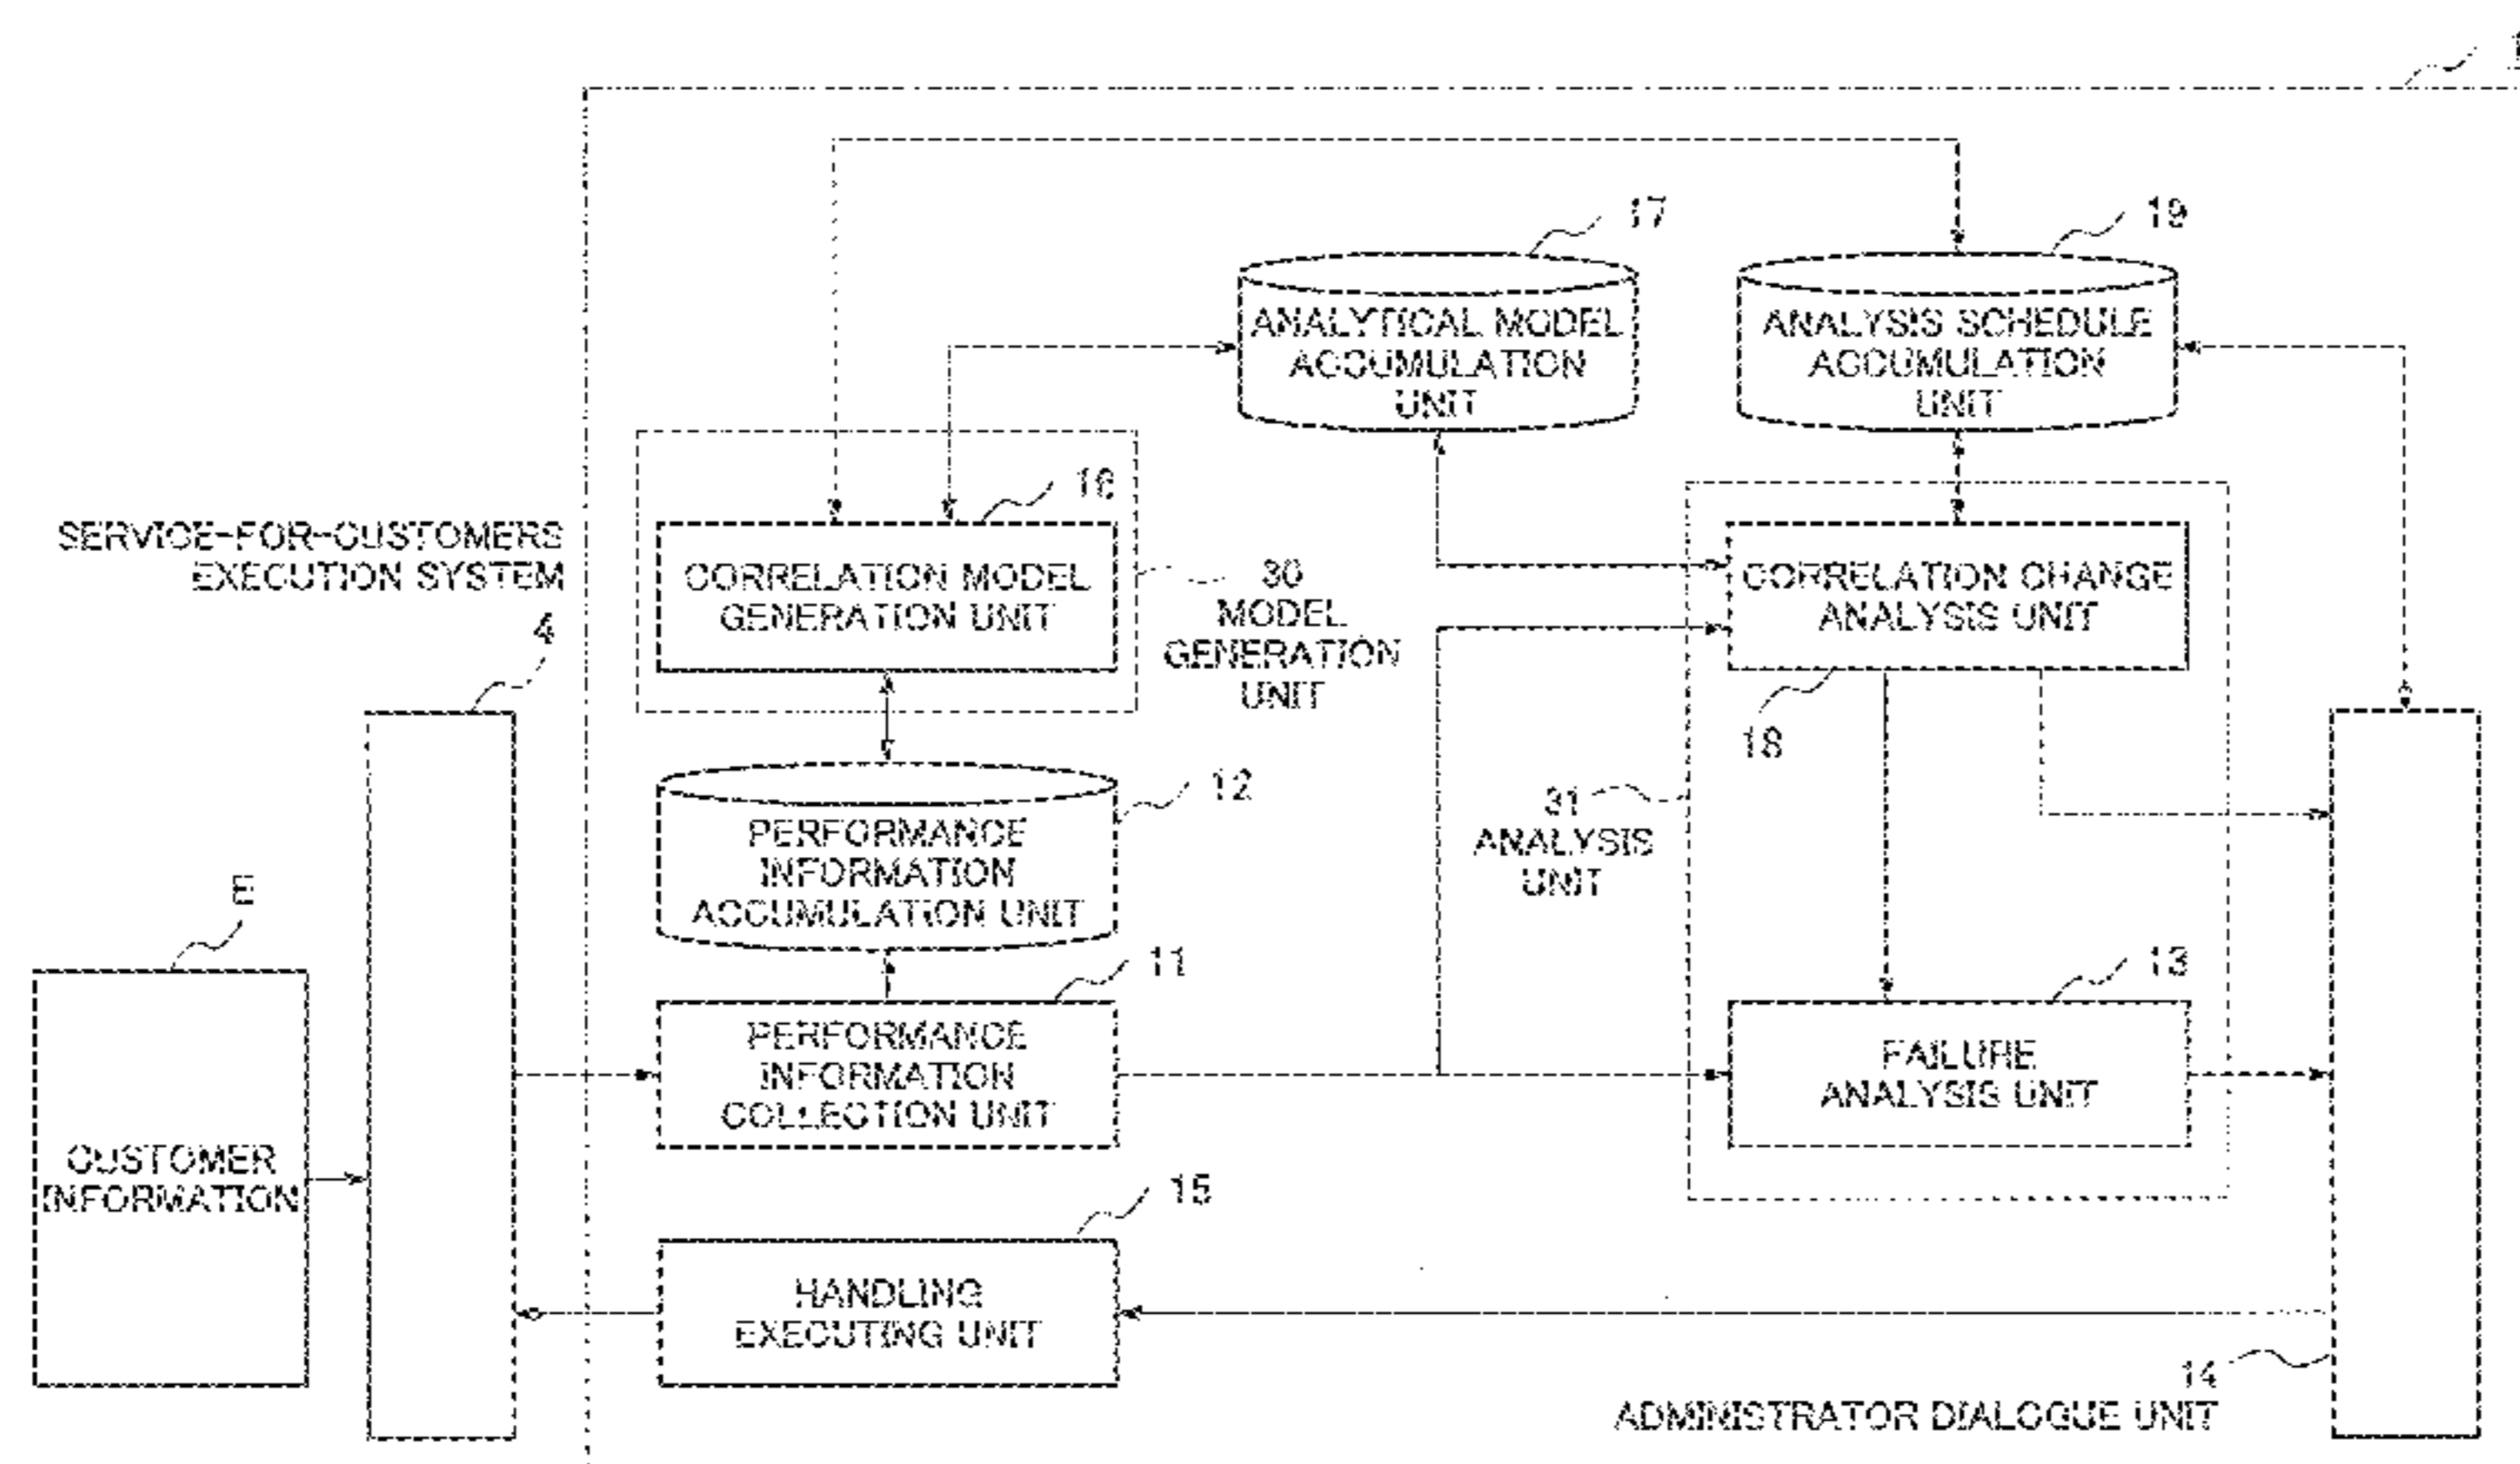 1
17
19
ANALYTICAL MODEL
ACCUMULATION
UNIT
ANALYSIS SCHEDULE
ACCUMULATION
UNIT
16
SERVICE-FOR-CUSTOMERS
EXECUTION SYSTEM
4
CORRELATION MODEL
GENERATION UNIT
30
MODEL
GENERATION
UNIT
CORRELATION CHANGE
ANALYSIS UNIT
18
12
31
ANALYSIS
UNIT
PERFORMANCE
INFORMATION
ACCUMULATION UNIT
E
11
13
PERFORMANCE
INFORMATION
COLLECTION UNIT
FAILURE
ANALYSIS UNIT
CUSTOMER
INFORMATION
15
HANDLING
EXECUTING UNIT
14
ADMINISTRATOR DIALOGUE UNIT